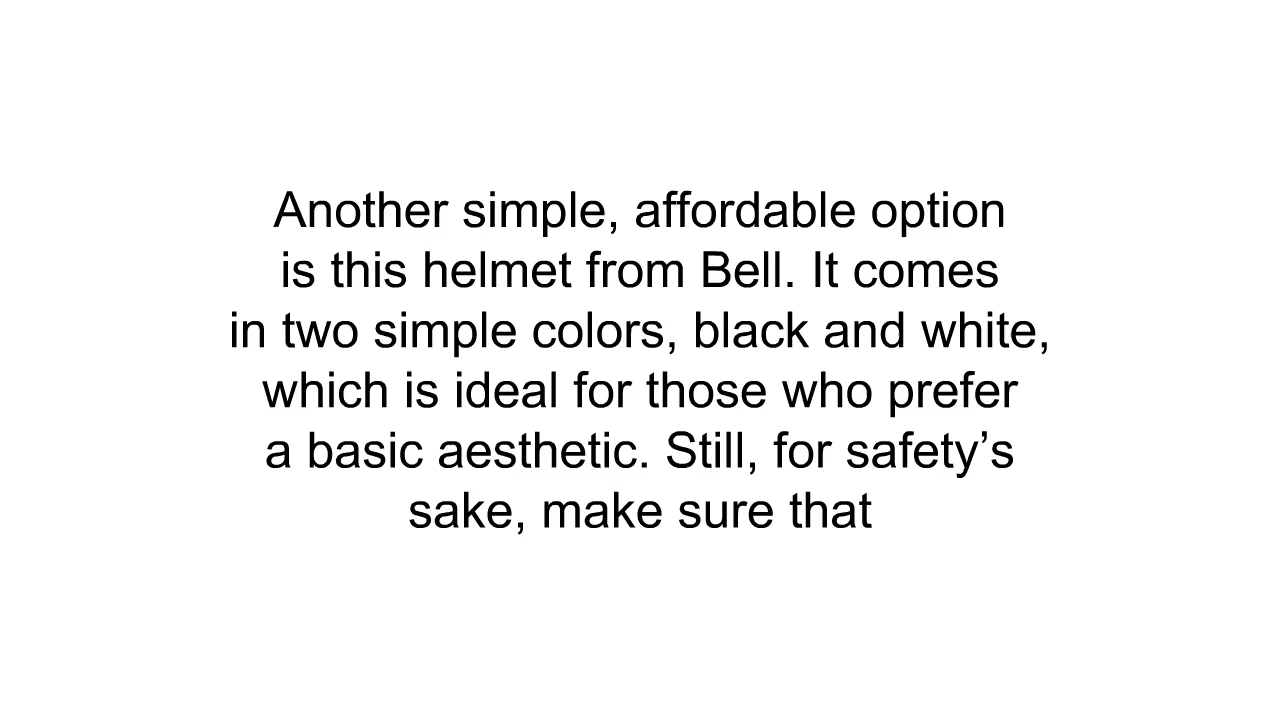 Another simple, affordable option
is this helmet from Bell. It comes
in two simple colors, black and white,
which is ideal for those who prefer
a basic aesthetic. Still, for safety’s
sake, make sure that